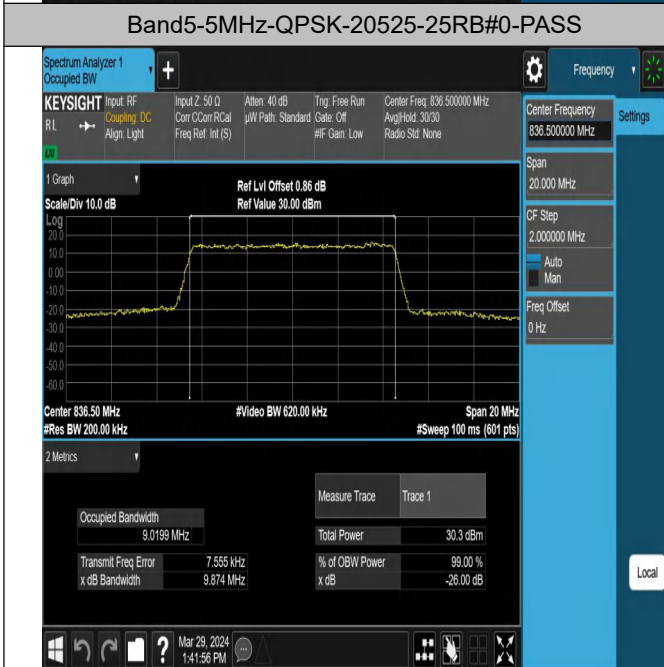 Band5-5MHz-QPSK-20525-25RB#0-PASS
Spectrum Analyzer 1
Occupied BW
+
Frequency
KEYSIGHT
RL
LXI
Input: RF
Coupling: DC
Align: Light
Input Z: 50 Ω
Corr CCorr RCal
Freq Ref: Int (S)
Atten: 40 dB
µW Path: Standard
Trig: Free Run
Gate: Off
#IF Gain: Low
Center Freq: 836.500000 MHz
Avg|Hold: 30/30
Radio Std: None
Center Frequency
836.500000 MHz
Settings
Span
20.000 MHz
CF Step
2.000000 MHz
Auto
Man
Freq Offset
0 Hz
1 Graph
Scale/Div 10.0 dB
Ref Lvl Offset 0.86 dB
Ref Value 30.00 dBm
Log
20.0
10.0
0.00
-10.0
-20.0
-30.0
-40.0
-50.0
-60.0
Center 836.50 MHz
#Video BW 620.00 kHz
Span 20 MHz
#Res BW 200.00 kHz
#Sweep 100 ms (601 pts)
2 Metrics
Measure Trace Trace 1
Occupied Bandwidth
9.0199 MHz
Total Power 30.3 dBm
Transmit Freq Error 7.555 kHz
% of OBW Power 99.00 %
x dB Bandwidth 9.874 MHz
x dB -26.00 dB
Local
?
Mar 29, 2024
1:41:56 PM